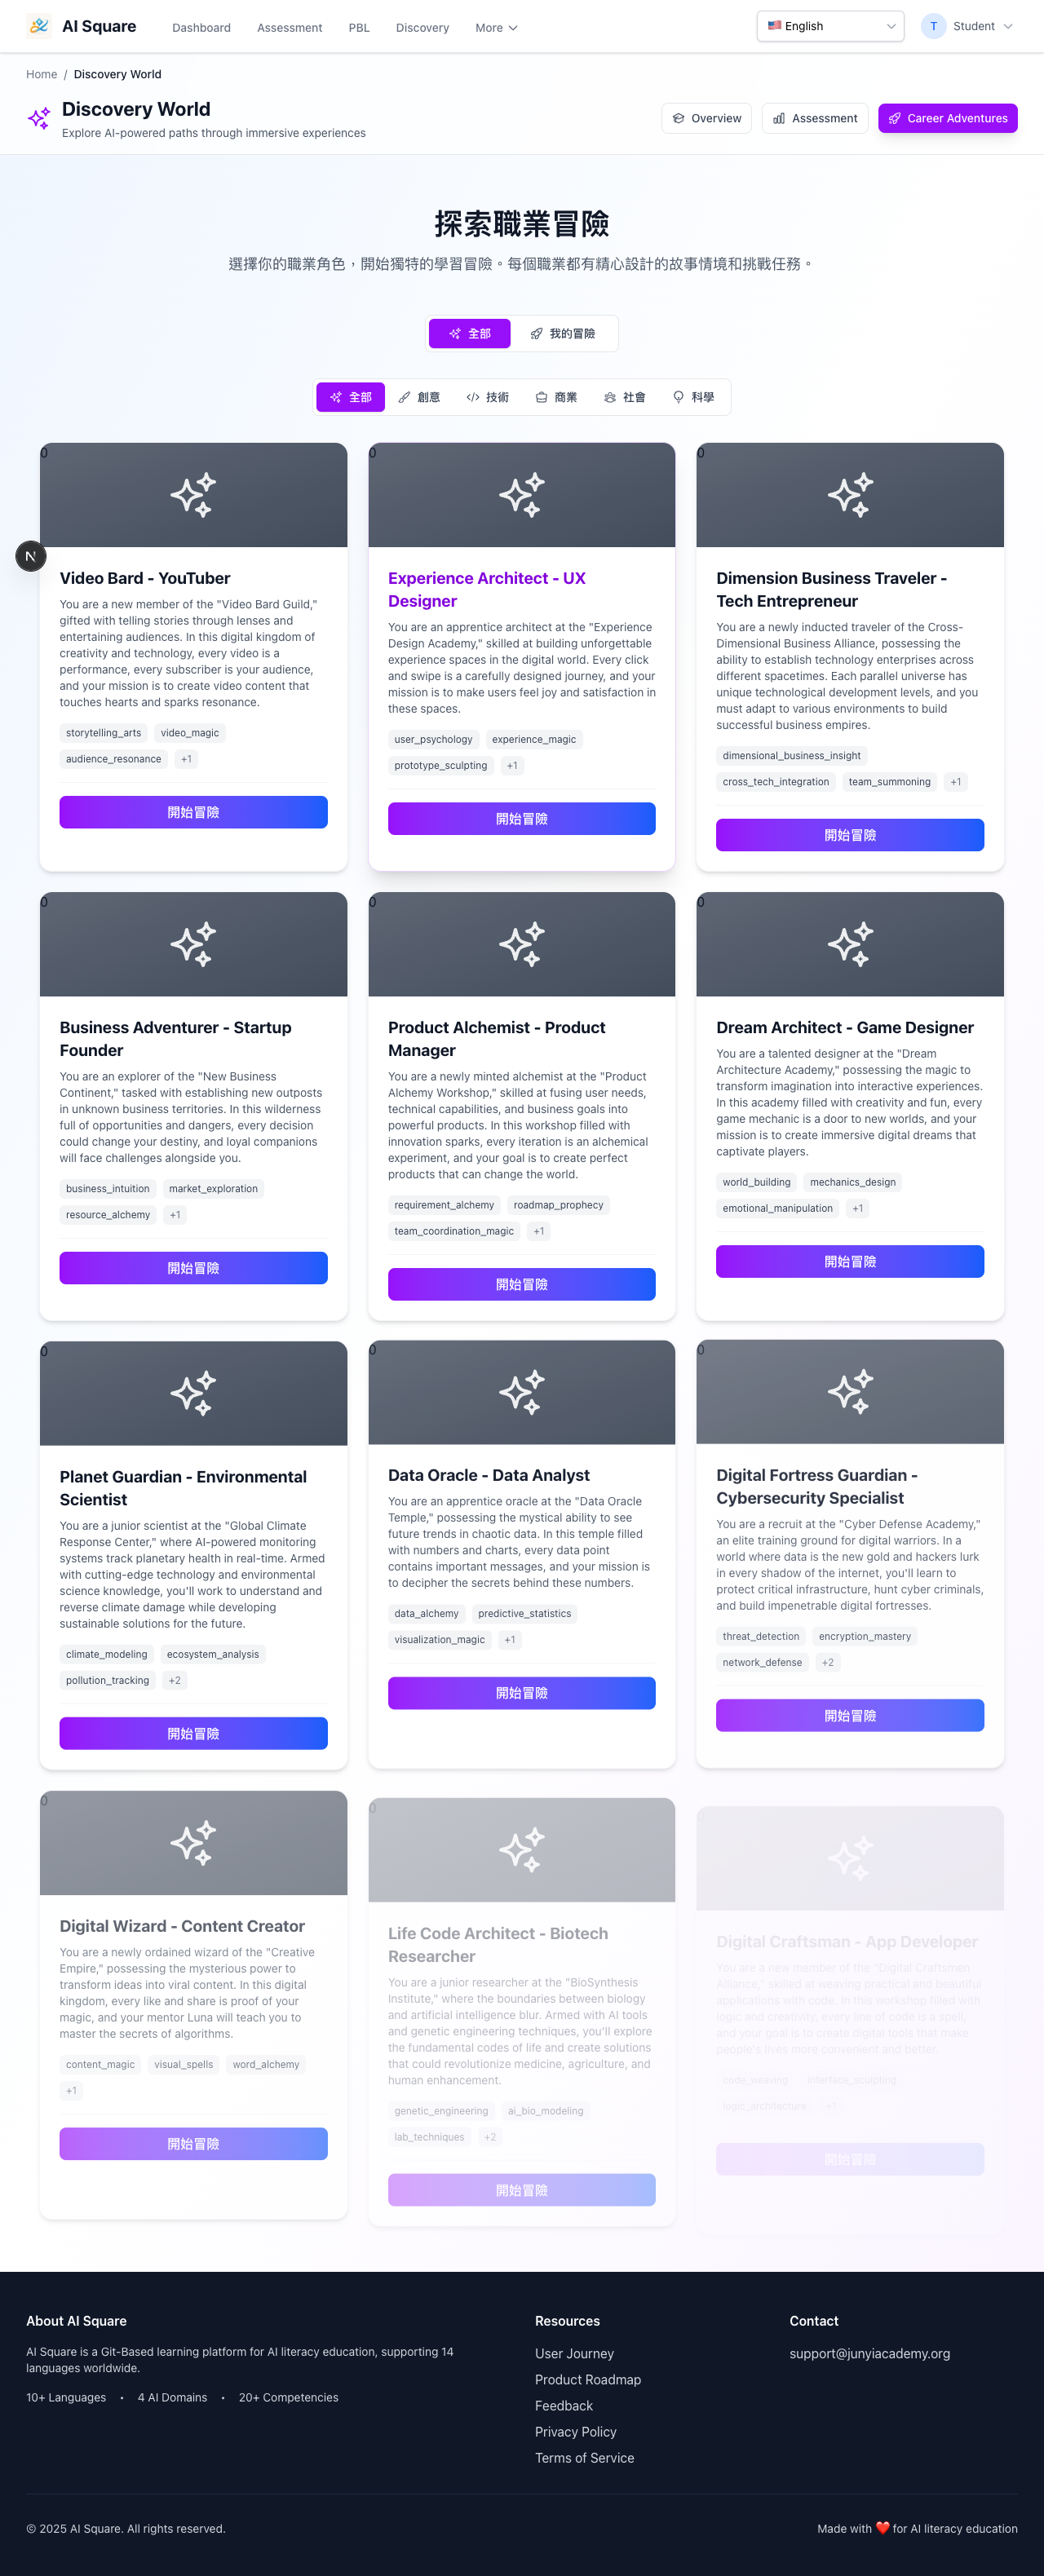 AI Square
Dashboard
Assessment
PBL
Discovery
More
🇺🇸 English
T
Student
Home / Discovery World
Discovery World
Explore AI-powered paths through immersive experiences
Overview
Assessment
Career Adventures
探索職業冒險
選擇你的職業角色，開始獨特的學習冒險。每個職業都有精心設計的故事情境和挑戰任務。
全部
我的冒險
全部
創意
技術
商業
社會
科學
0
Video Bard - YouTuber
You are a new member of the "Video Bard Guild,"
gifted with telling stories through lenses and
entertaining audiences. In this digital kingdom of
creativity and technology, every video is a
performance, every subscriber is your audience,
and your mission is to create video content that
touches hearts and sparks resonance.
storytelling_arts
video_magic
audience_resonance
+1
開始冒險
0
Experience Architect - UX
Designer
You are an apprentice architect at the "Experience
Design Academy," skilled at building unforgettable
experience spaces in the digital world. Every click
and swipe is a carefully designed journey, and your
mission is to make users feel joy and satisfaction in
these spaces.
user_psychology
experience_magic
prototype_sculpting
+1
開始冒險
0
Dimension Business Traveler -
Tech Entrepreneur
You are a newly inducted traveler of the Cross-
Dimensional Business Alliance, possessing the
ability to establish technology enterprises across
different spacetimes. Each parallel universe has
unique technological development levels, and you
must adapt to various environments to build
successful business empires.
dimensional_business_insight
cross_tech_integration
team_summoning
+1
開始冒險
N
0
Business Adventurer - Startup
Founder
You are an explorer of the "New Business
Continent," tasked with establishing new outposts
in unknown business territories. In this wilderness
full of opportunities and dangers, every decision
could change your destiny, and loyal companions
will face challenges alongside you.
business_intuition
market_exploration
resource_alchemy
+1
開始冒險
0
Product Alchemist - Product
Manager
You are a newly minted alchemist at the "Product
Alchemy Workshop," skilled at fusing user needs,
technical capabilities, and business goals into
powerful products. In this workshop filled with
innovation sparks, every iteration is an alchemical
experiment, and your goal is to create perfect
products that can change the world.
requirement_alchemy
roadmap_prophecy
team_coordination_magic
+1
開始冒險
0
Dream Architect - Game Designer
You are a talented designer at the "Dream
Architecture Academy," possessing the magic to
transform imagination into interactive experiences.
In this academy filled with creativity and fun, every
game mechanic is a door to new worlds, and your
mission is to create immersive digital dreams that
captivate players.
world_building
mechanics_design
emotional_manipulation
+1
開始冒險
0
Planet Guardian - Environmental
Scientist
You are a junior scientist at the "Global Climate
Response Center," where AI-powered monitoring
systems track planetary health in real-time. Armed
with cutting-edge technology and environmental
science knowledge, you'll work to understand and
reverse climate damage while developing
sustainable solutions for the future.
climate_modeling
ecosystem_analysis
pollution_tracking
+2
開始冒險
0
Data Oracle - Data Analyst
You are an apprentice oracle at the "Data Oracle
Temple," possessing the mystical ability to see
future trends in chaotic data. In this temple filled
with numbers and charts, every data point
contains important messages, and your mission is
to decipher the secrets behind these numbers.
data_alchemy
predictive_statistics
visualization_magic
+1
開始冒險
0
Digital Fortress Guardian -
Cybersecurity Specialist
You are a recruit at the "Cyber Defense Academy,"
an elite training ground for digital warriors. In a
world where data is the new gold and hackers lurk
in every shadow of the internet, you'll learn to
protect critical infrastructure, hunt cyber criminals,
and build impenetrable digital fortresses.
threat_detection
encryption_mastery
network_defense
+2
開始冒險
0
Digital Wizard - Content Creator
You are a newly ordained wizard of the "Creative
Empire," possessing the mysterious power to
transform ideas into viral content. In this digital
kingdom, every like and share is proof of your
magic, and your mentor Luna will teach you to
master the secrets of algorithms.
content_magic
visual_spells
word_alchemy
+1
開始冒險
0
Life Code Architect - Biotech
Researcher
You are a junior researcher at the "BioSynthesis
Institute," where the boundaries between biology
and artificial intelligence blur. Armed with AI tools
and genetic engineering techniques, you'll explore
the fundamental codes of life and create solutions
that could revolutionize medicine, agriculture, and
human enhancement.
genetic_engineering
ai_bio_modeling
lab_techniques
+2
開始冒險
Digital Craftsman - App Developer
You are a new member of the "Digital Craftsmen
Alliance," skilled at weaving practical and beautiful
applications with code. In this workshop filled with
logic and creativity, every line of code is a spell,
and your goal is to create digital tools that make
people's lives more convenient and better.
code_weaving
interface_sculpting
logic_architecture
+1
開始冒險
About AI Square
AI Square is a Git-Based learning platform for AI literacy education, supporting 14
languages worldwide.
10+ Languages • 4 AI Domains • 20+ Competencies
Resources
User Journey
Product Roadmap
Feedback
Privacy Policy
Terms of Service
Contact
support@junyiacademy.org
© 2025 AI Square. All rights reserved.
Made with ❤️ for AI literacy education